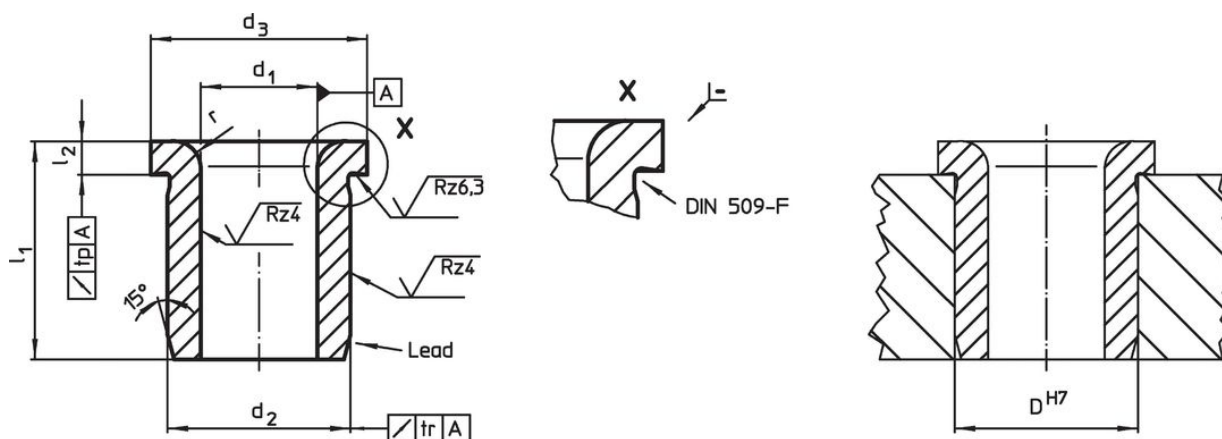 d3
d1
A
r
X
l2
Rz6,3
Rz4
tp A
l1
Rz4
15°
Lead
d2
tr A
X
DIN 509-F
D H7